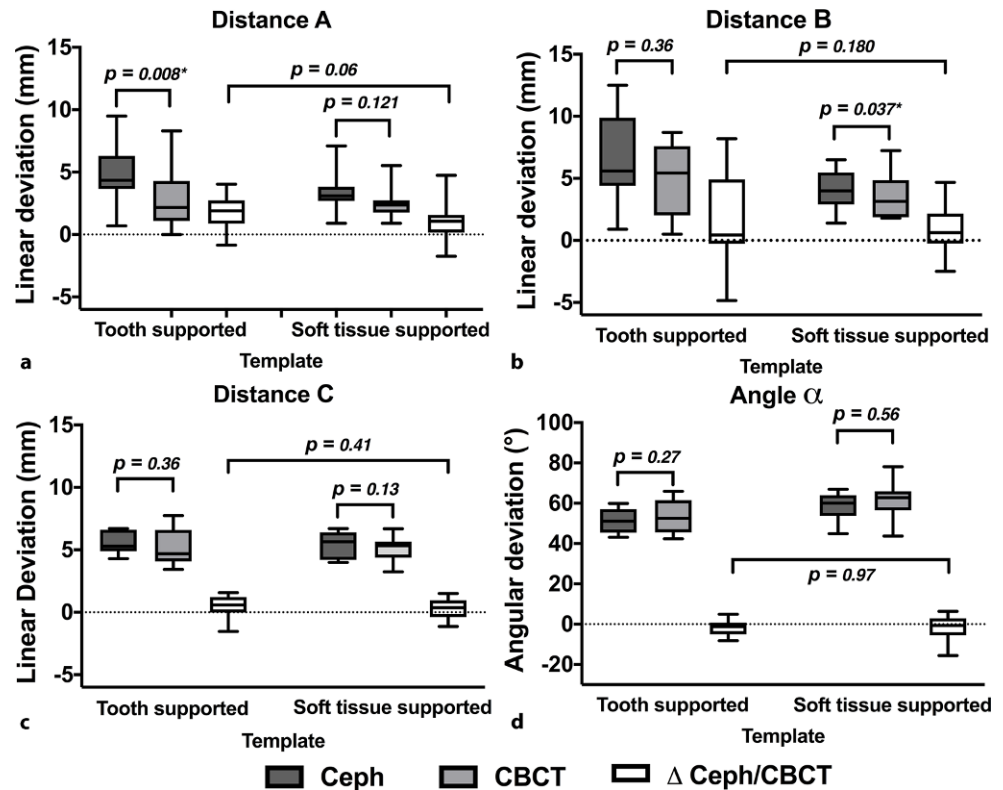 Distance A
a
Linear deviation (mm)
15
10
5
0
-5
p = 0.008*
p = 0.06
p = 0.121
Tooth supported
Soft tissue supported
Template
Distance B
b
Linear deviation (mm)
15
10
5
0
-5
p = 0.36
p = 0.180
p = 0.037*
Tooth supported
Soft tissue supported
Template
Distance C
c
Linear Deviation (mm)
15
10
5
0
-5
p = 0.36
p = 0.41
p = 0.13
Tooth supported
Soft tissue supported
Template
Angle α
d
Angular deviation (°)
100
80
60
40
20
0
-20
p = 0.27
p = 0.56
p = 0.97
Tooth supported
Soft tissue supported
Template
Ceph
CBCT
Δ Ceph/CBCT